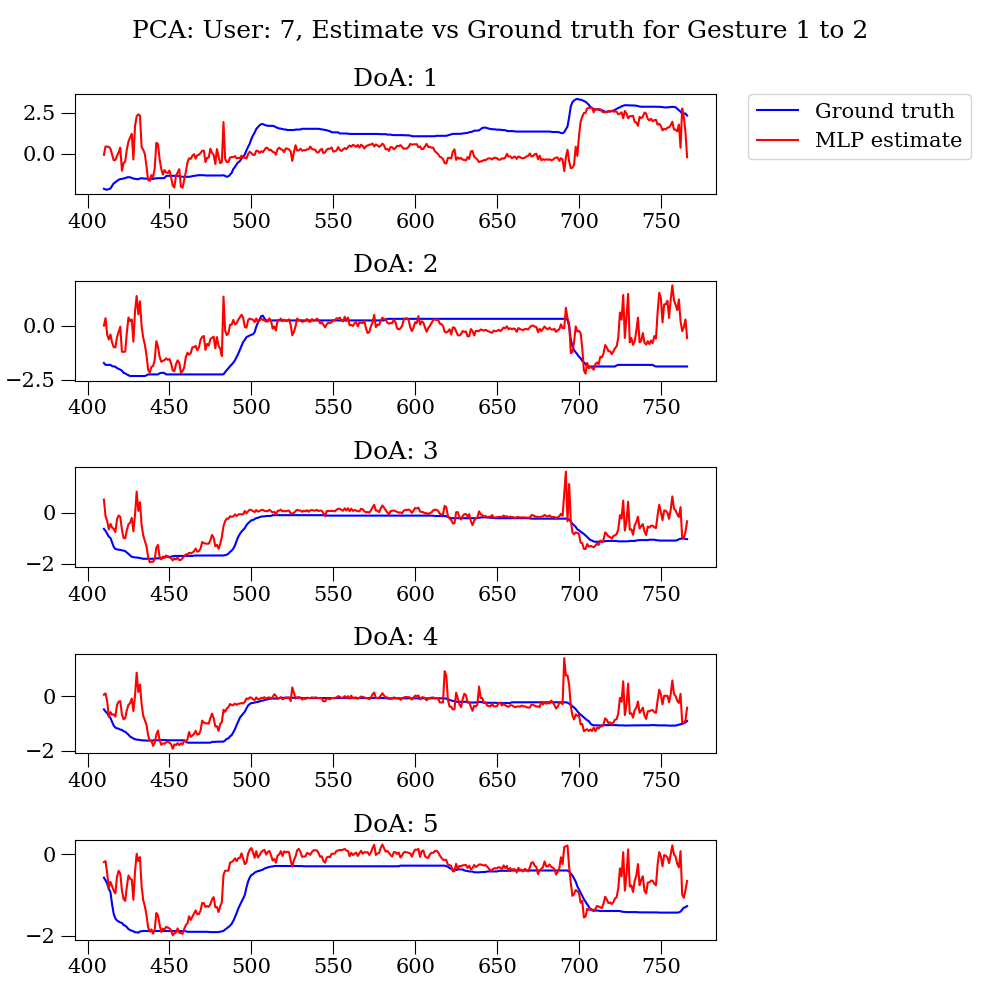 PCA: User: 7, Estimate vs Ground truth for Gesture 1 to 2
DoA: 1
Ground truth
MLP estimate
2.5
0.0
400 450 500 550 600 650 700 750
DoA: 2
0.0
−2.5
400 450 500 550 600 650 700 750
DoA: 3
0
−2
400 450 500 550 600 650 700 750
DoA: 4
0
−2
400 450 500 550 600 650 700 750
DoA: 5
0
−2
400 450 500 550 600 650 700 750